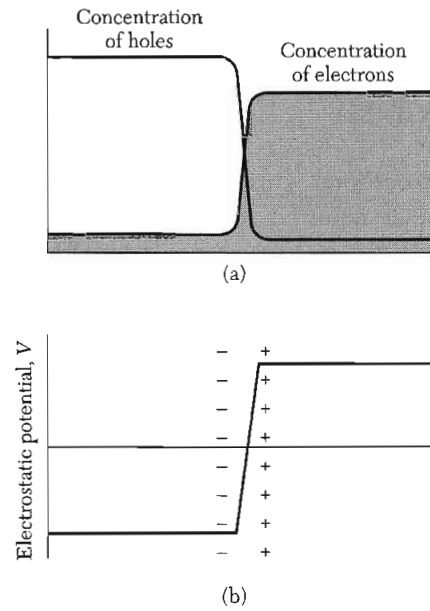 Concentration
of holes
Concentration
of electrons
(a)
Electrostatic potential, V
− +
− +
− +
− +
− +
− +
− +
− +
(b)